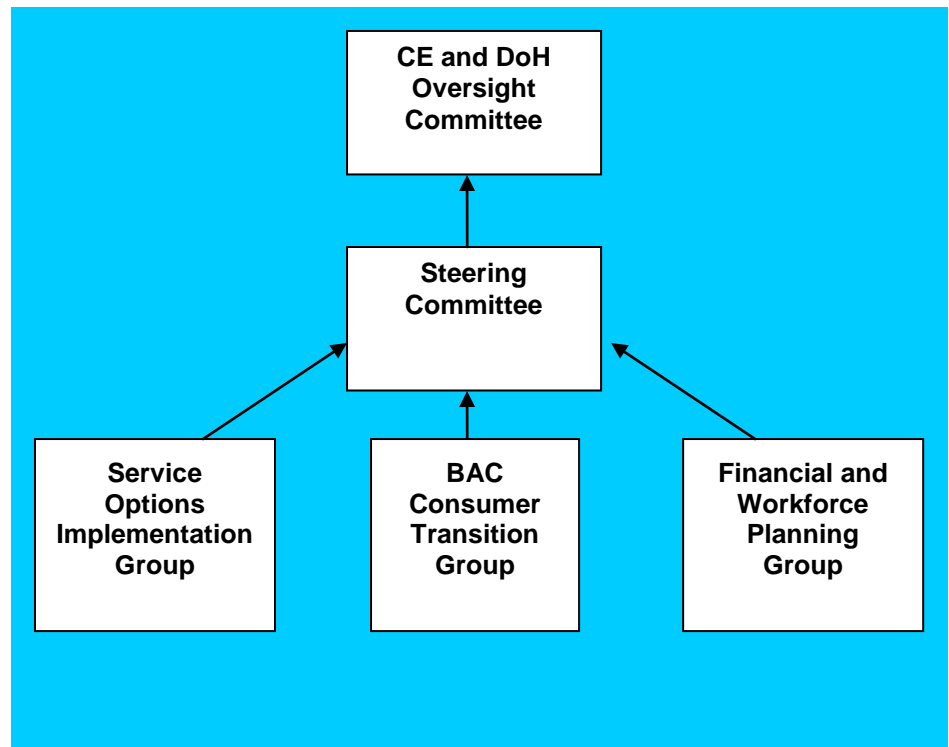 CE and DoH
Oversight
Committee
Steering
Committee
Service
Options
Implementation
Group
BAC
Consumer
Transition
Group
Financial and
Workforce
Planning
Group